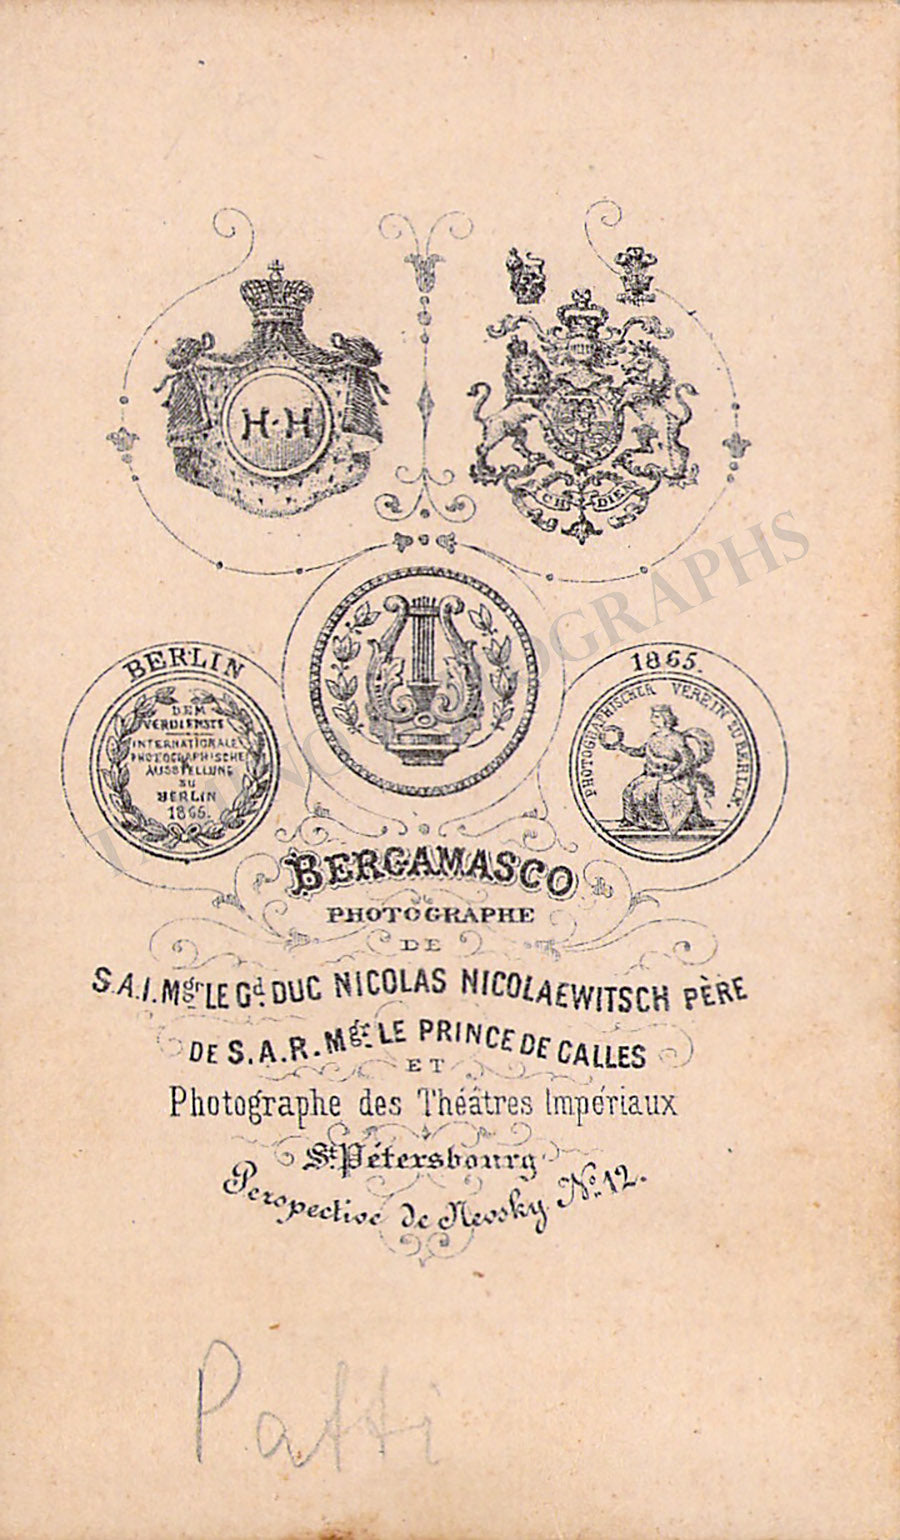 H·H
ICH DIEN
BERLIN
DEM
VERDIENSTE
INTERNATIONALE
PHOTOGRAPHISCHE
AUSSTELLUNG
ZU
BERLIN
1865.
1865.
PHOTOGRAPHISCHER VEREIN ZU BERLIN.
BERGAMASCO
PHOTOGRAPHE
DE
S.A.I. Mgr. LE Gd. DUC NICOLAS NICOLAEWITSCH PÈRE
DE S.A.R. Mgr. LE PRINCE DE CALLES
ET
Photographe des Théâtres Impériaux
St. Pétersbourg
Perspective de Nevsky No. 12.
Patti